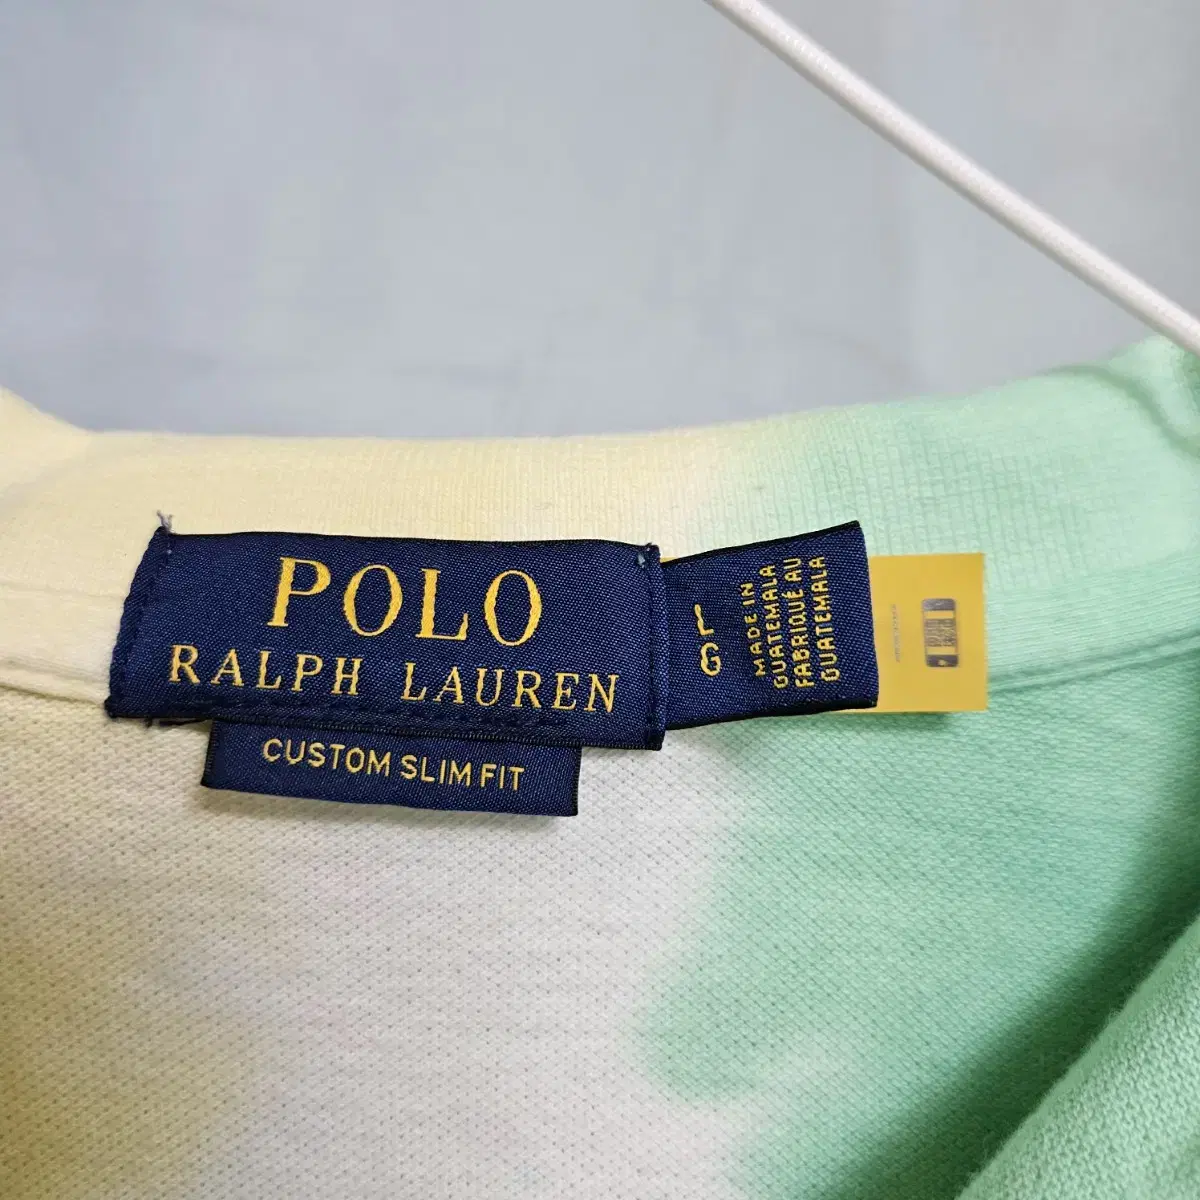 POLO
RALPH LAUREN
CUSTOM SLIM FIT
L
G
MADE IN
GUATEMALA
FABRIQUÉ AU
GUATEMALA